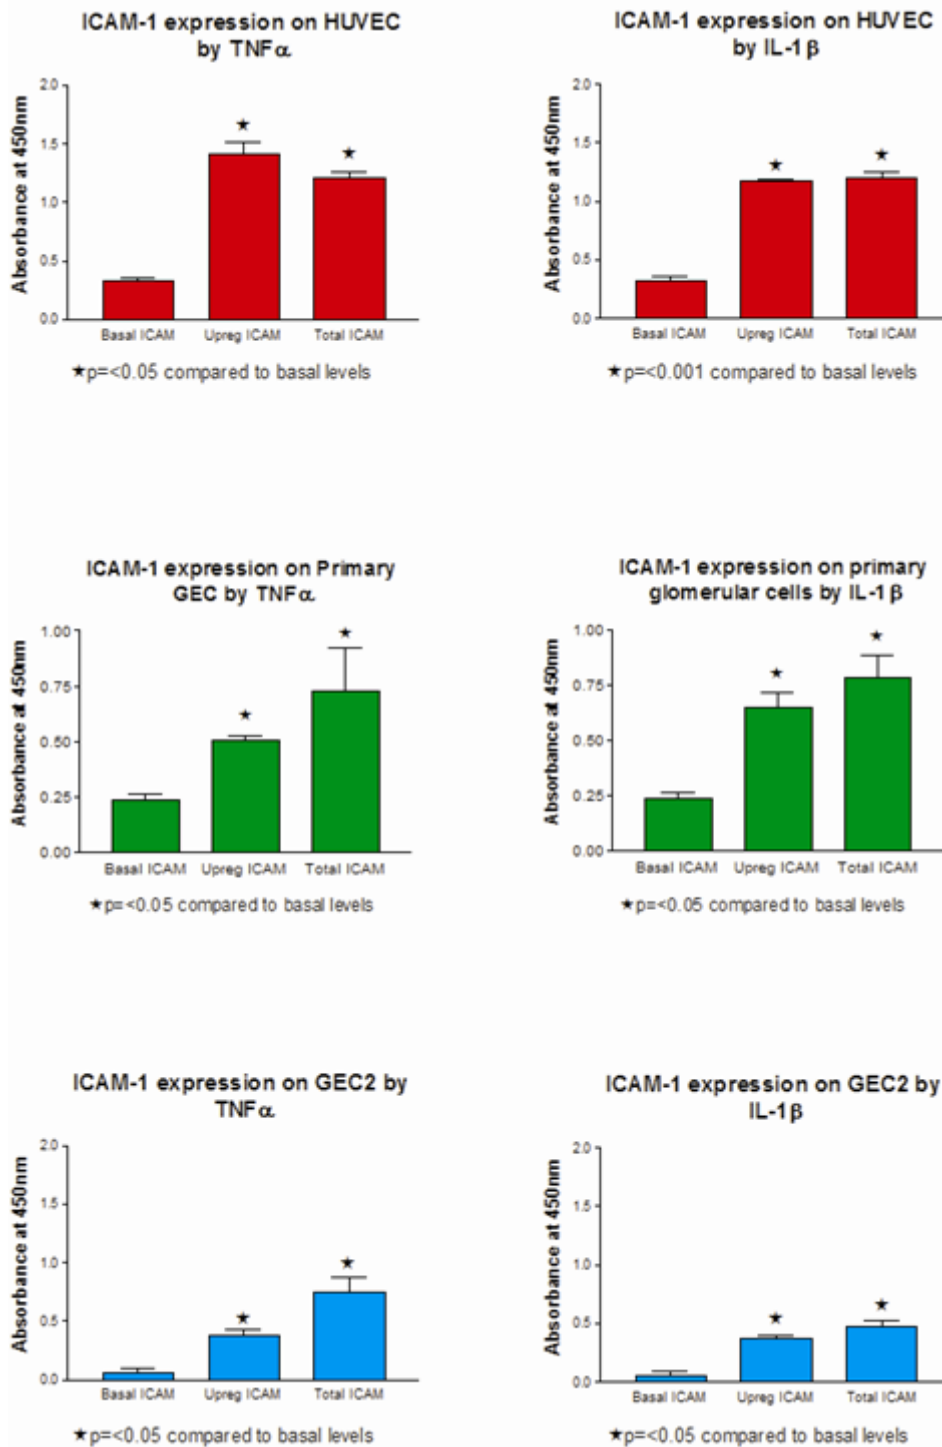 ICAM-1 expression on HUVEC
by TNFα
Absorbance at 450nm
2.0
1.5
1.0
0.5
0.0
★
★
Basal ICAM Upreg ICAM Total ICAM
★p=<0.05 compared to basal levels
ICAM-1 expression on HUVEC
by IL-1β
Absorbance at 450nm
2.0
1.5
1.0
0.5
0.0
★
★
Basal ICAM Upreg ICAM Total ICAM
★p=<0.001 compared to basal levels
ICAM-1 expression on Primary
GEC by TNFα
Absorbance at 450nm
1.00
0.75
0.50
0.25
0.00
★
★
Basal ICAM Upreg ICAM Total ICAM
★p=<0.05 compared to basal levels
ICAM-1 expression on primary
glomerular cells by IL-1β
Absorbance at 450nm
1.00
0.75
0.50
0.25
0.00
★
★
Basal ICAM Upreg ICAM Total ICAM
★p=<0.05 compared to basal levels
ICAM-1 expression on GEC2 by
TNFα
Absorbance at 450nm
2.0
1.5
1.0
0.5
0.0
★
★
Basal ICAM Upreg ICAM Total ICAM
★p=<0.05 compared to basal levels
ICAM-1 expression on GEC2 by
IL-1β
Absorbance at 450nm
2.0
1.5
1.0
0.5
0.0
★
★
Basal ICAM Upreg ICAM Total ICAM
★p=<0.05 compared to basal levels